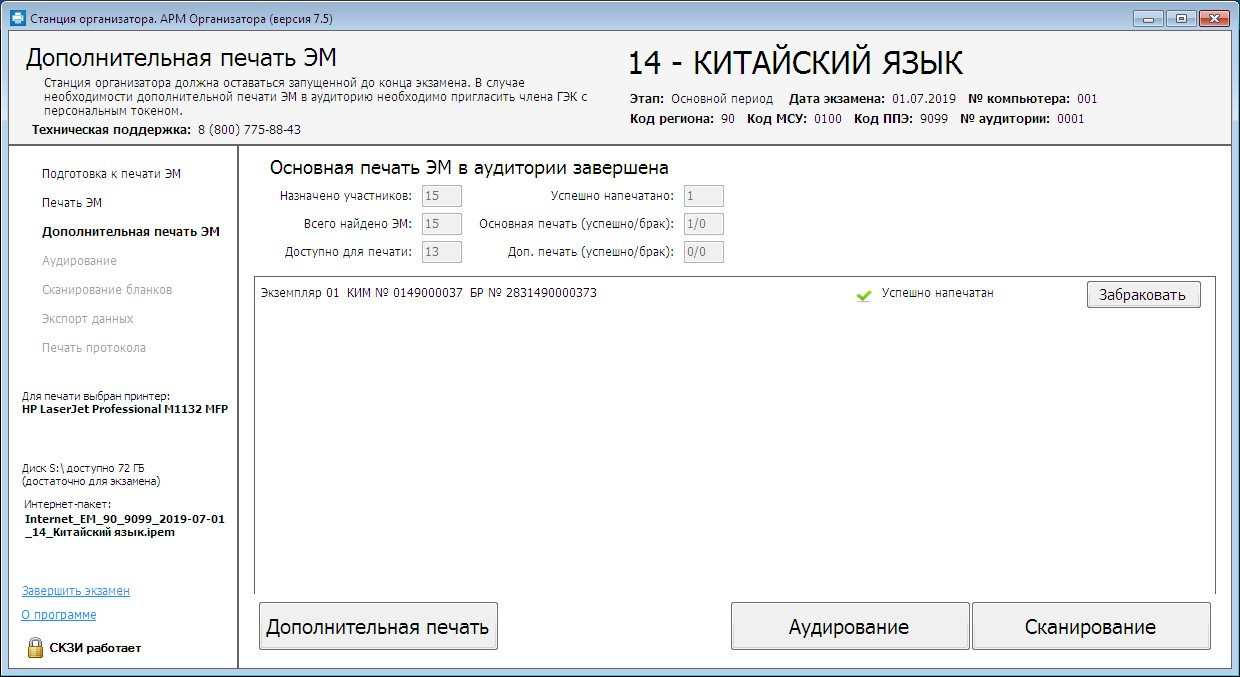 Станция организатора. АРМ Организатора (версия 7.5)
Дополнительная печать ЭМ
Станция организатора должна оставаться запущенной до конца экзамена. В случае
необходимости дополнительной печати ЭМ в аудиторию необходимо пригласить члена ГЭК с
персональным токеном.
Техническая поддержка: 8 (800) 775-88-43
14 - КИТАЙСКИЙ ЯЗЫК
Этап: Основной период Дата экзамена: 01.07.2019 № компьютера: 001
Код региона: 90 Код МСУ: 0100 Код ППЭ: 9099 № аудитории: 0001
Подготовка к печати ЭМ
Печать ЭМ
Дополнительная печать ЭМ
Аудирование
Сканирование бланков
Экспорт данных
Печать протокола
Для печати выбран принтер:
HP LaserJet Professional M1132 MFP
Диск S:\ доступно 72 ГБ
(достаточно для экзамена)
Интернет-пакет:
Internet_EM_90_9099_2019-07-01
_14_Китайский язык.ipem
Завершить экзамен
О программе
СКЗИ работает
Основная печать ЭМ в аудитории завершена
Назначено участников: 15 Успешно напечатано: 1
Всего найдено ЭМ: 15 Основная печать (успешно/брак): 1/0
Доступно для печати: 13 Доп. печать (успешно/брак): 0/0
Экземпляр 01 КИМ № 0149000037 БР № 2831490000373 Успешно напечатан Забраковать
Дополнительная печать Аудирование Сканирование